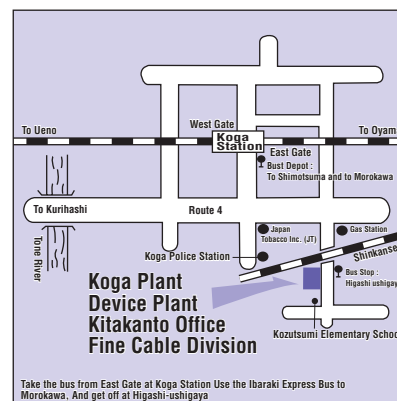 West Gate
To Ueno
Koga
Station
To Oyama
East Gate
Bust Depot :
To Shimotsuma and to Morokawa
To Kurihashi
Route 4
Tone River
Japan
Tobacco Inc. (JT)
Gas Station
Koga Police Station
Shinkanse
Bus Stop :
Higashi ushigay
Koga Plant
Device Plant
Kitakanto Office
Fine Cable Division
Kozutsumi Elementary Schoo
Take the bus from East Gate at Koga Station Use the Ibaraki Express Bus to
Morokawa, And get off at Higashi-ushigaya